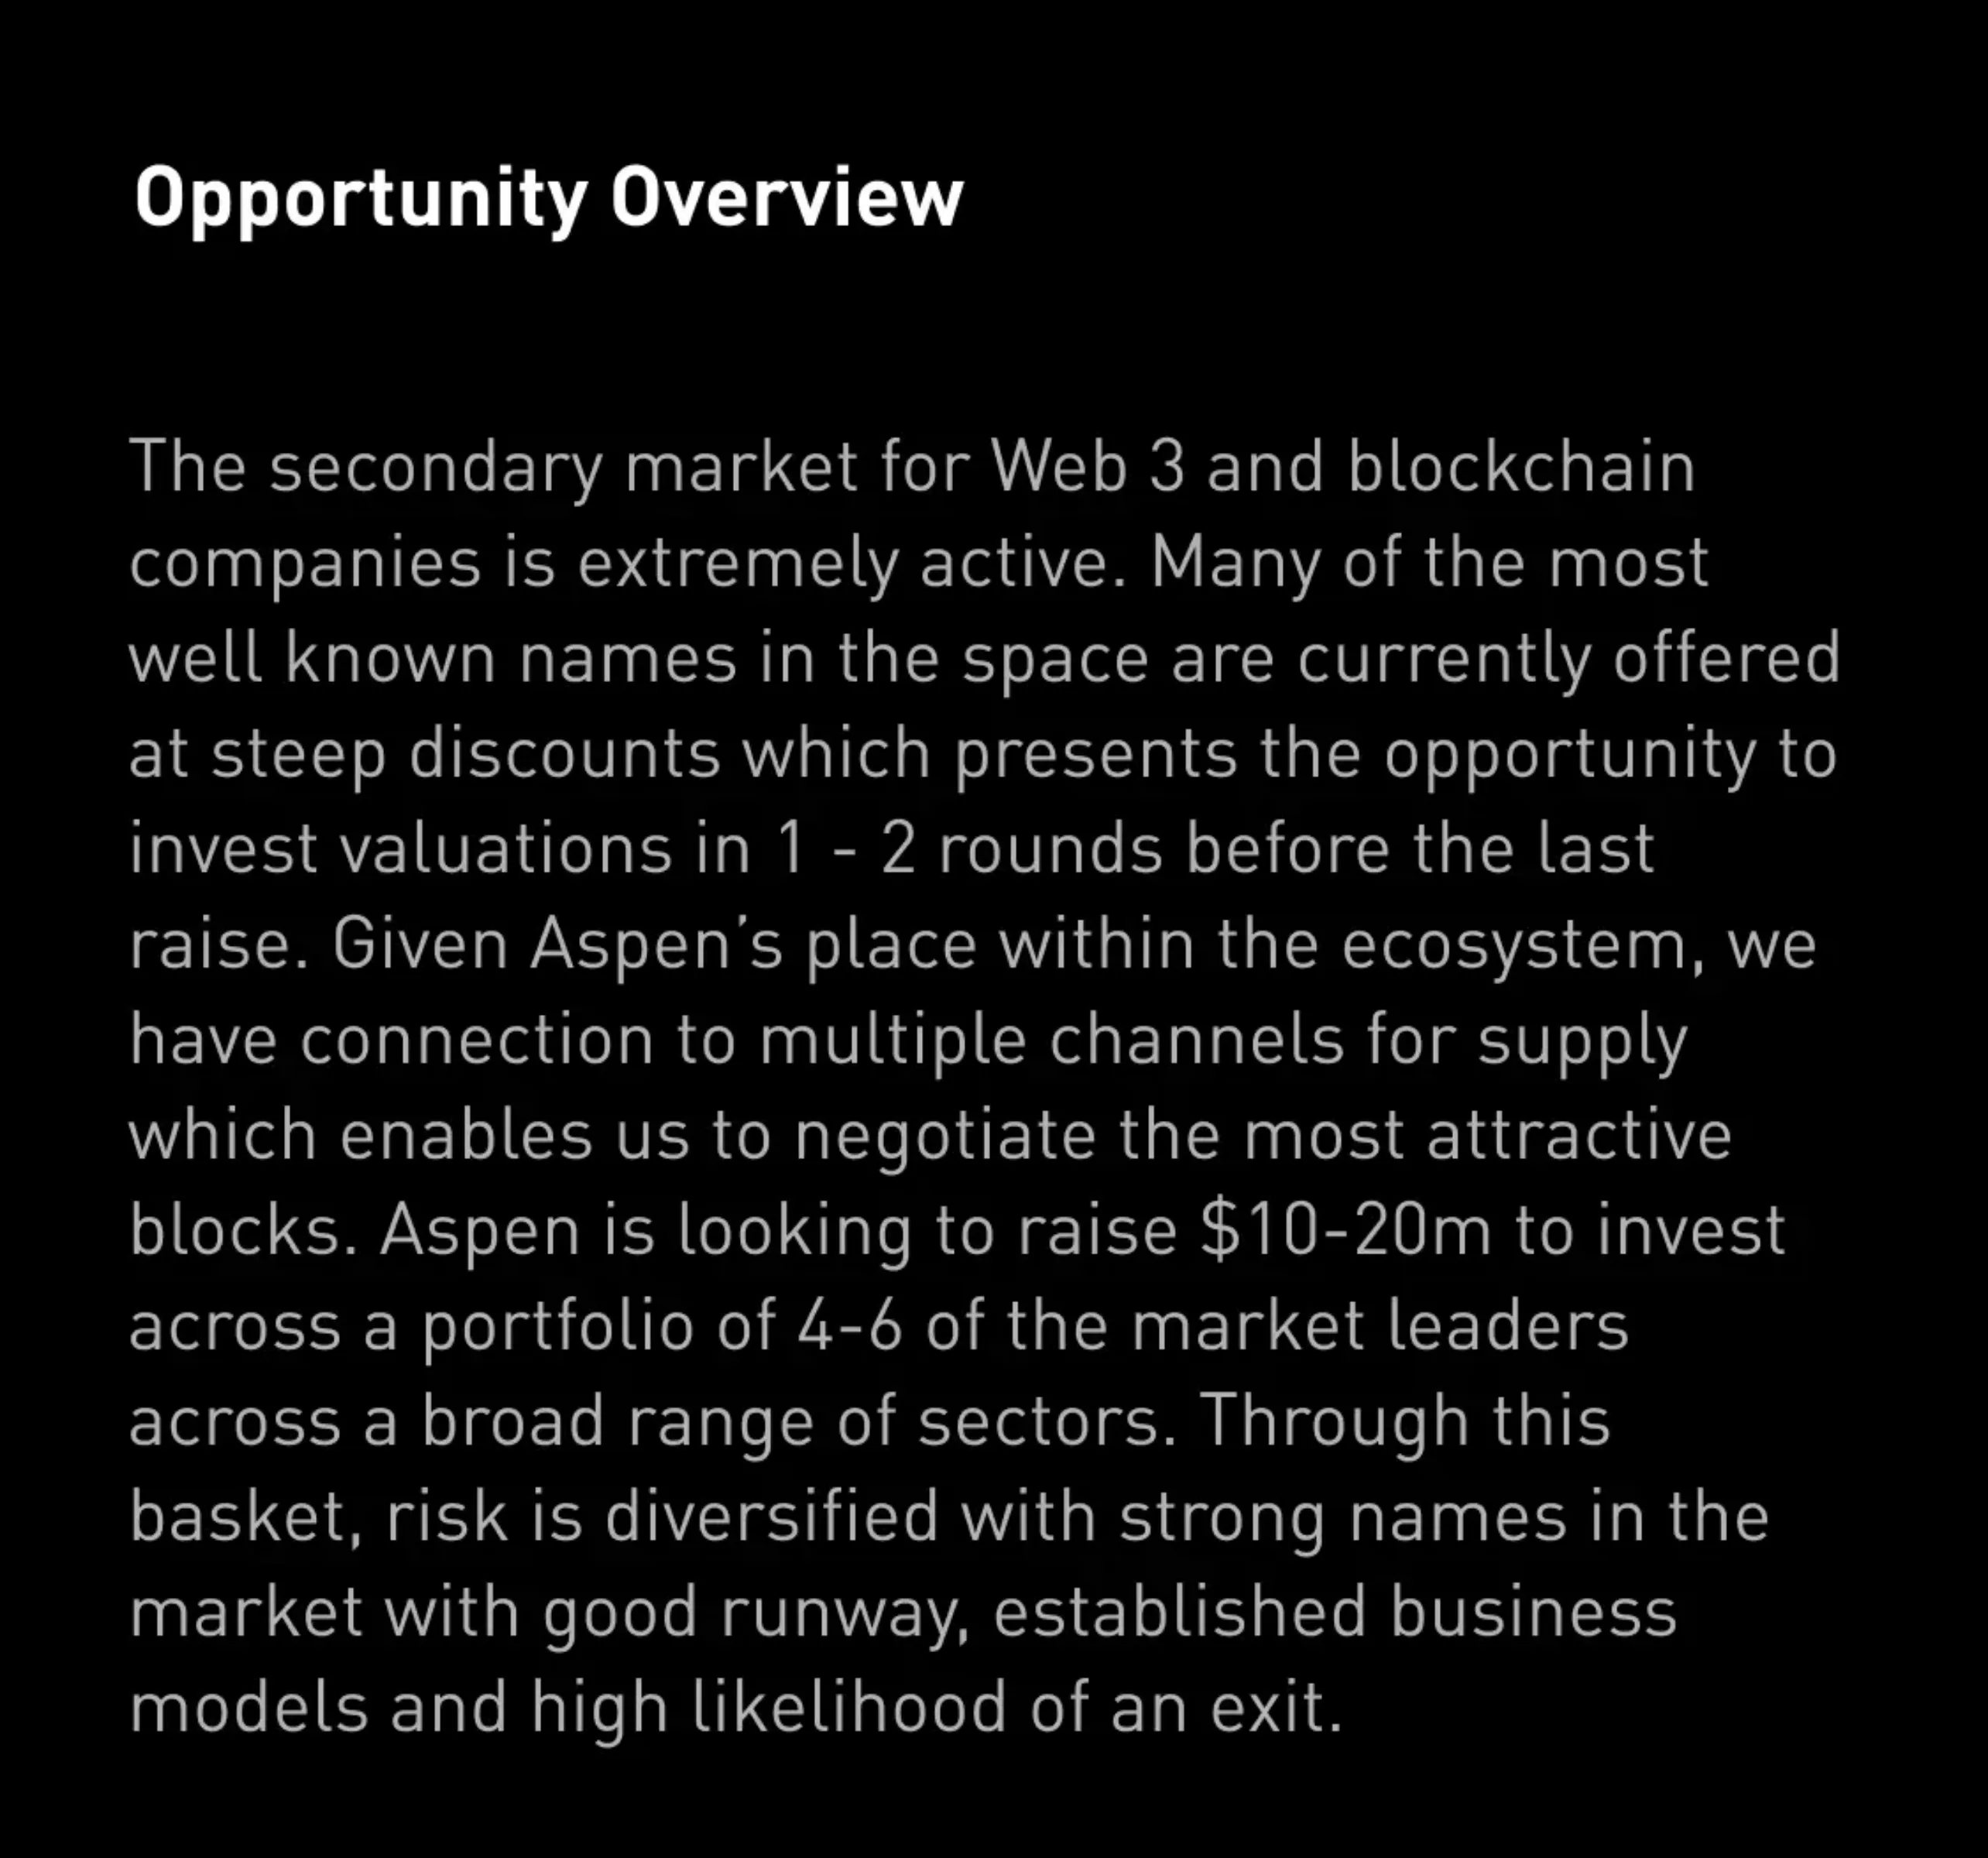 Opportunity Overview
The secondary market for Web 3 and blockchain
companies is extremely active. Many of the most
well known names in the space are currently offered
at steep discounts which presents the opportunity to
invest valuations in 1 - 2 rounds before the last
raise. Given Aspen’s place within the ecosystem, we
have connection to multiple channels for supply
which enables us to negotiate the most attractive
blocks. Aspen is looking to raise $10-20m to invest
across a portfolio of 4-6 of the market leaders
across a broad range of sectors. Through this
basket, risk is diversified with strong names in the
market with good runway, established business
models and high likelihood of an exit.